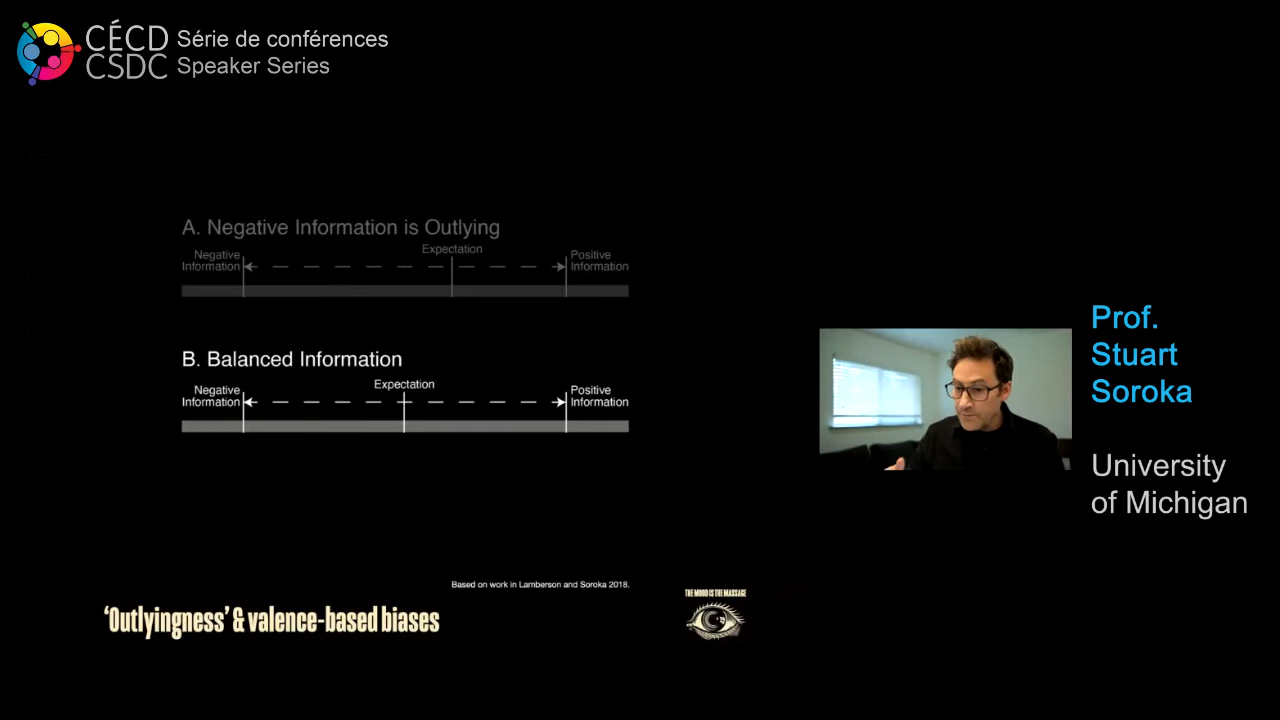 CÉCD Série de conférences
CSDC Speaker Series
A. Negative Information is Outlying
Expectation
Negative
Information
Positive
Information
B. Balanced Information
Expectation
Negative
Information
Positive
Information
Based on work in Lamberson and Soroka 2018.
‘Outlyingness’ & valence-based biases
THE MOOD IS THE MASSAGE
Prof.
Stuart
Soroka
University
of Michigan